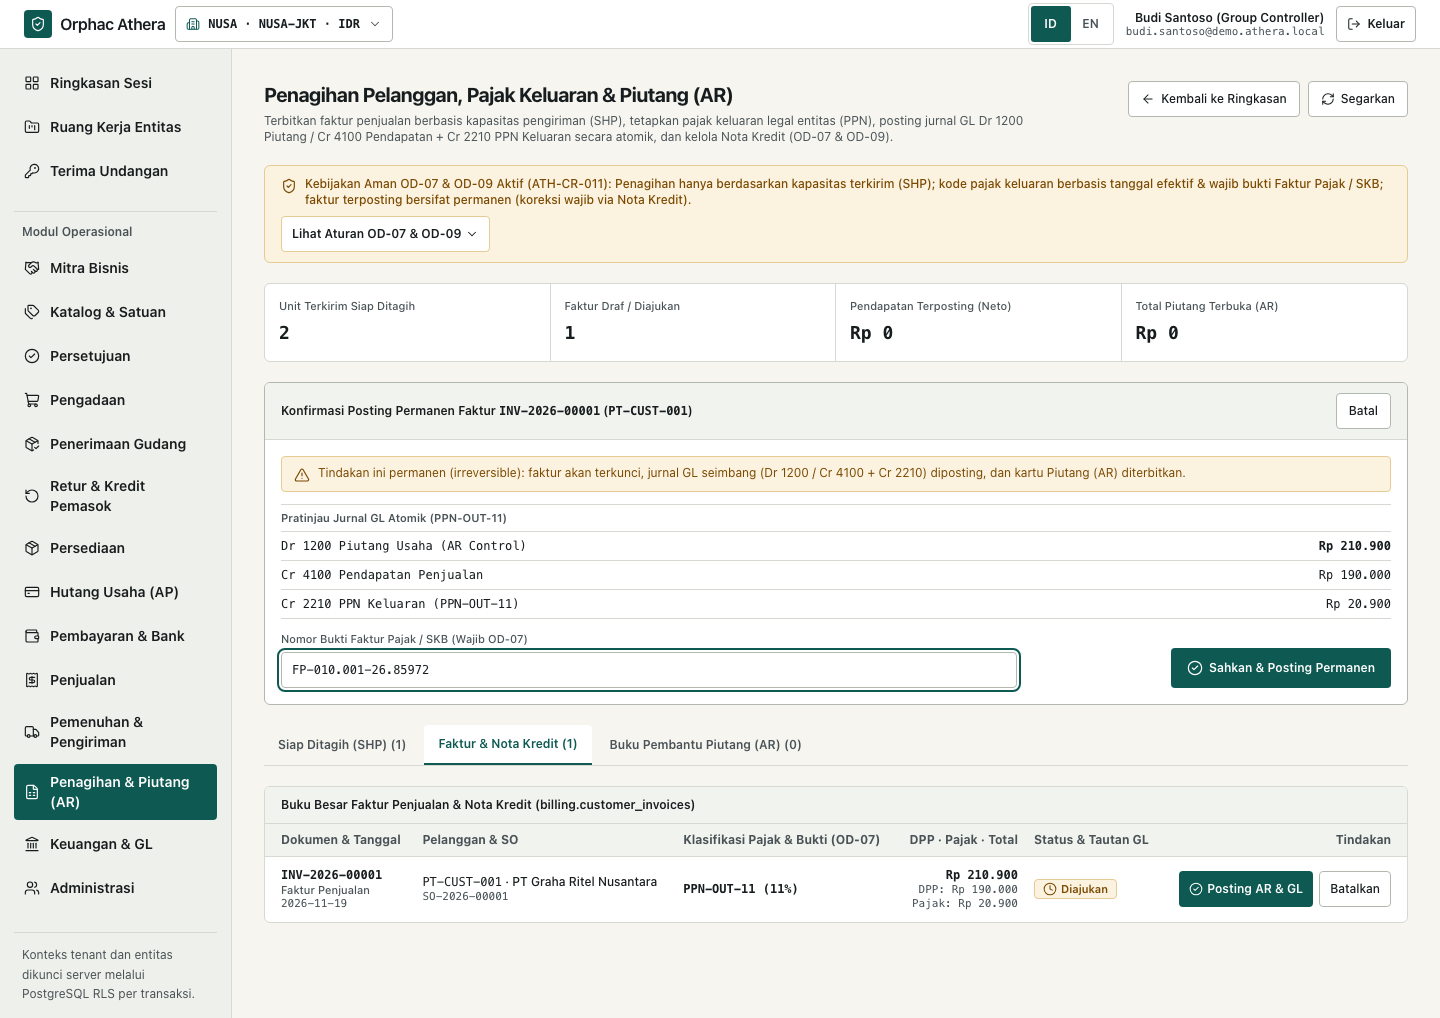 Orphac Athera
NUSA · NUSA-JKT · IDR
ID
EN
Budi Santoso (Group Controller)
budi.santoso@demo.athera.local
Keluar
Ringkasan Sesi
Ruang Kerja Entitas
Terima Undangan
Modul Operasional
Mitra Bisnis
Katalog & Satuan
Persetujuan
Pengadaan
Penerimaan Gudang
Retur & Kredit
Pemasok
Persediaan
Hutang Usaha (AP)
Pembayaran & Bank
Penjualan
Pemenuhan &
Pengiriman
Penagihan & Piutang
(AR)
Keuangan & GL
Administrasi
Konteks tenant dan entitas
dikunci server melalui
PostgreSQL RLS per transaksi.
Penagihan Pelanggan, Pajak Keluaran & Piutang (AR)
Terbitkan faktur penjualan berbasis kapasitas pengiriman (SHP), tetapkan pajak keluaran legal entitas (PPN), posting jurnal GL Dr 1200
Piutang / Cr 4100 Pendapatan + Cr 2210 PPN Keluaran secara atomik, dan kelola Nota Kredit (OD-07 & OD-09).
Kembali ke Ringkasan
Segarkan
Kebijakan Aman OD-07 & OD-09 Aktif (ATH-CR-011): Penagihan hanya berdasarkan kapasitas terkirim (SHP); kode pajak keluaran berbasis tanggal efektif & wajib bukti Faktur Pajak / SKB;
faktur terposting bersifat permanen (koreksi wajib via Nota Kredit).
Lihat Aturan OD-07 & OD-09
Unit Terkirim Siap Ditagih
2
Faktur Draf / Diajukan
1
Pendapatan Terposting (Neto)
Rp 0
Total Piutang Terbuka (AR)
Rp 0
Konfirmasi Posting Permanen Faktur INV-2026-00001 (PT-CUST-001)
Batal
Tindakan ini permanen (irreversible): faktur akan terkunci, jurnal GL seimbang (Dr 1200 / Cr 4100 + Cr 2210) diposting, dan kartu Piutang (AR) diterbitkan.
Pratinjau Jurnal GL Atomik (PPN-OUT-11)
Dr 1200 Piutang Usaha (AR Control) Rp 210.900
Cr 4100 Pendapatan Penjualan Rp 190.000
Cr 2210 PPN Keluaran (PPN-OUT-11) Rp 20.900
Nomor Bukti Faktur Pajak / SKB (Wajib OD-07)
FP-010.001-26.85972
Sahkan & Posting Permanen
Siap Ditagih (SHP) (1)
Faktur & Nota Kredit (1)
Buku Pembantu Piutang (AR) (0)
Buku Besar Faktur Penjualan & Nota Kredit (billing.customer_invoices)
Dokumen & Tanggal Pelanggan & SO Klasifikasi Pajak & Bukti (OD-07) DPP · Pajak · Total Status & Tautan GL Tindakan
INV-2026-00001
Faktur Penjualan
2026-11-19
PT-CUST-001 · PT Graha Ritel Nusantara
SO-2026-00001
PPN-OUT-11 (11%)
Rp 210.900
DPP: Rp 190.000
Pajak: Rp 20.900
Diajukan
Posting AR & GL
Batalkan